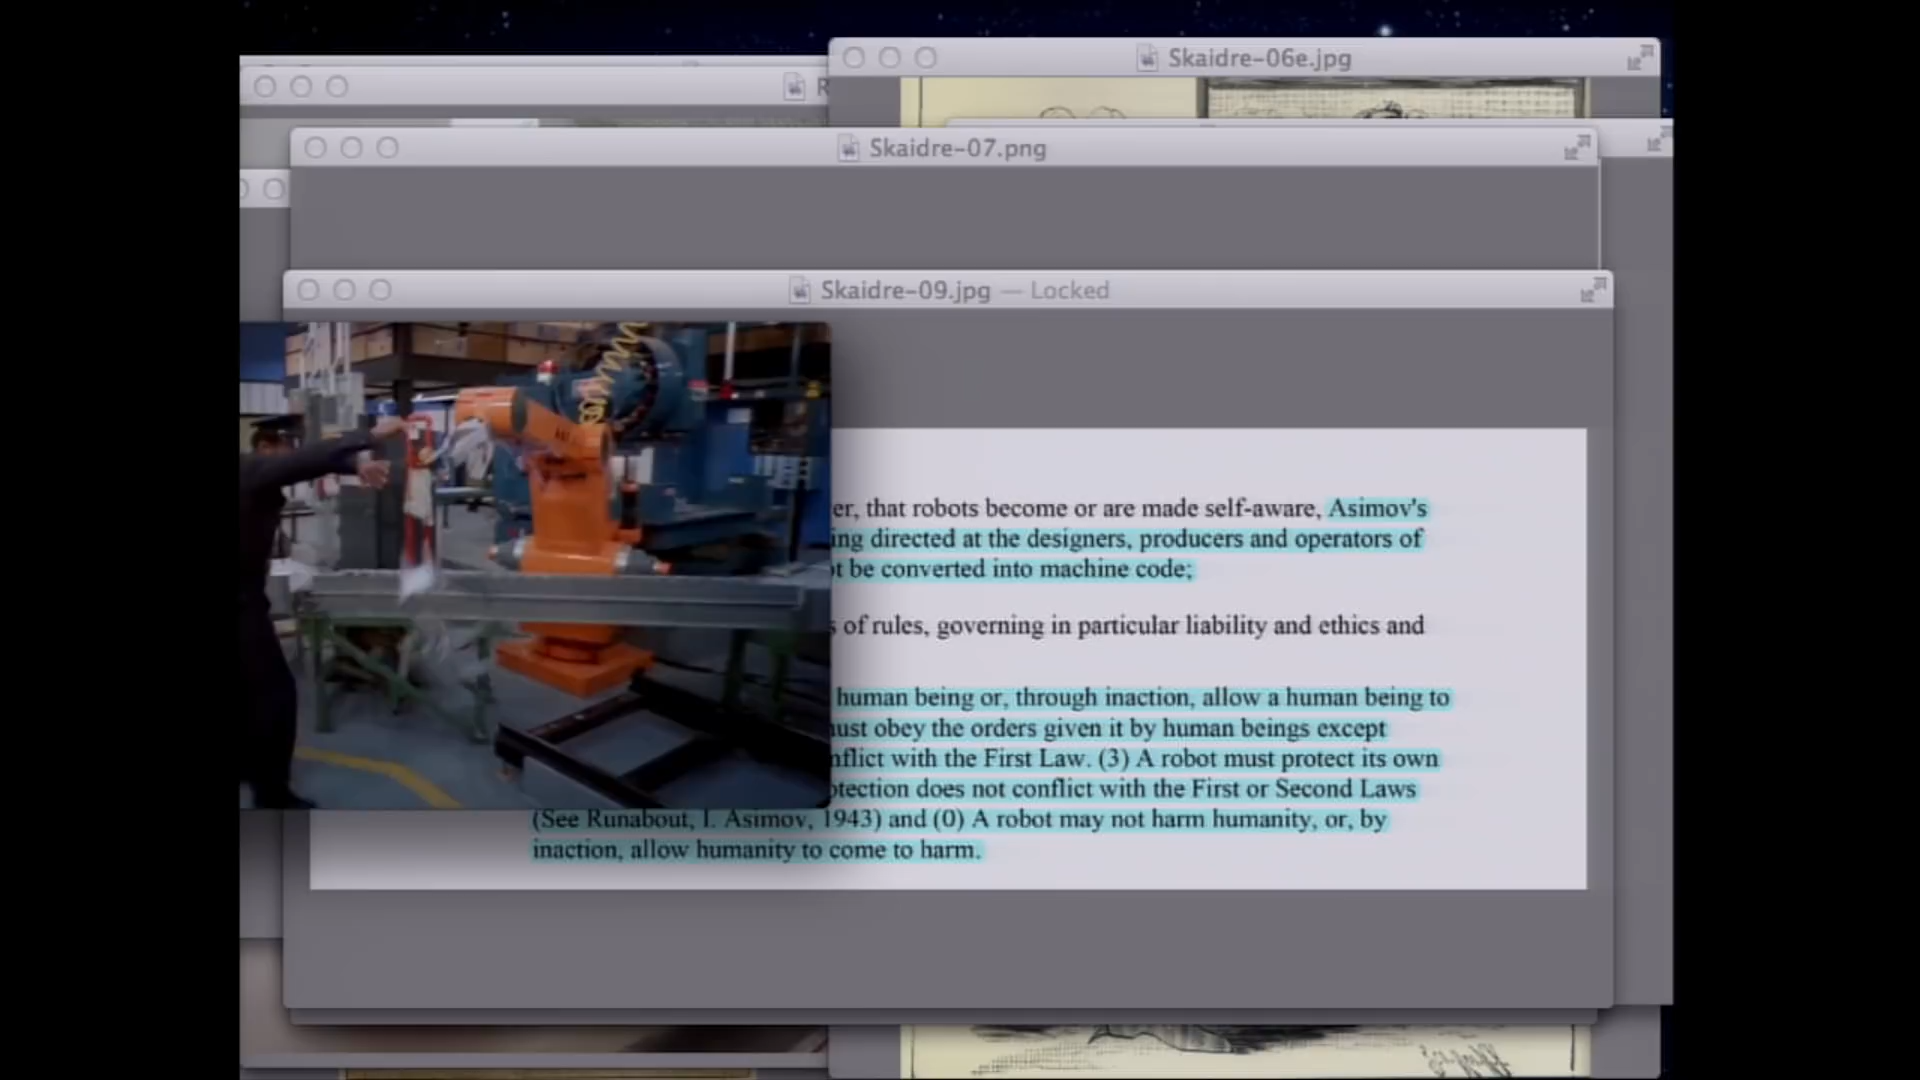 Skaidre-06e.jpg
R
Skaidre-07.png
Skaidre-09.jpg — Locked
er, that robots become or are made self-aware, Asimov's
ing directed at the designers, producers and operators of
t be converted into machine code;
s of rules, governing in particular liability and ethics and
human being or, through inaction, allow a human being to
ust obey the orders given it by human beings except
nflict with the First Law. (3) A robot must protect its own
otection does not conflict with the First or Second Laws
(See Runabout, I. Asimov, 1943) and (0) A robot may not harm humanity, or, by
inaction, allow humanity to come to harm.